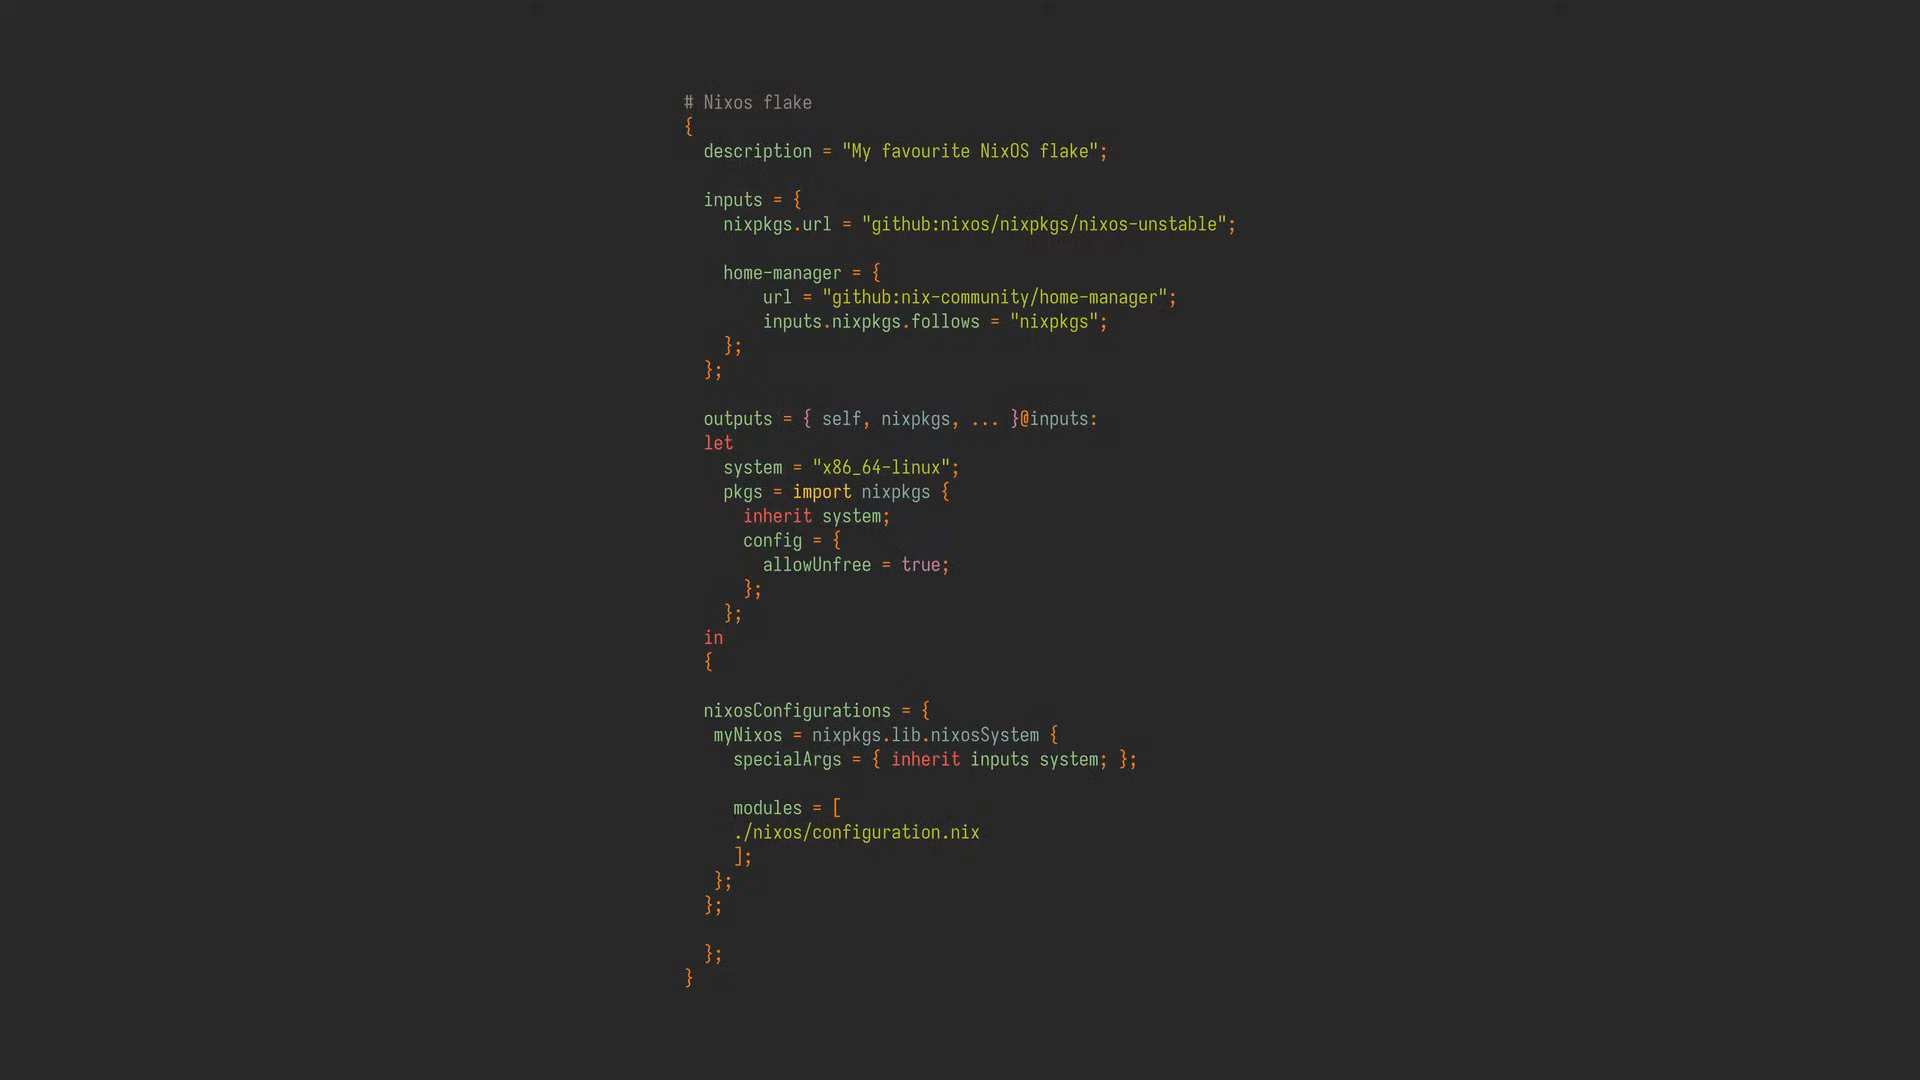 # Nixos flake
{
  description = "My favourite NixOS flake";

  inputs = {
    nixpkgs.url = "github:nixos/nixpkgs/nixos-unstable";

    home-manager = {
        url = "github:nix-community/home-manager";
        inputs.nixpkgs.follows = "nixpkgs";
    };
  };

  outputs = { self, nixpkgs, ... }@inputs:
  let
    system = "x86_64-linux";
    pkgs = import nixpkgs {
      inherit system;
      config = {
        allowUnfree = true;
      };
    };
  in
  {

  nixosConfigurations = {
   myNixos = nixpkgs.lib.nixosSystem {
     specialArgs = { inherit inputs system; };

     modules = [
     ./nixos/configuration.nix
     ];
   };
  };

  };
}